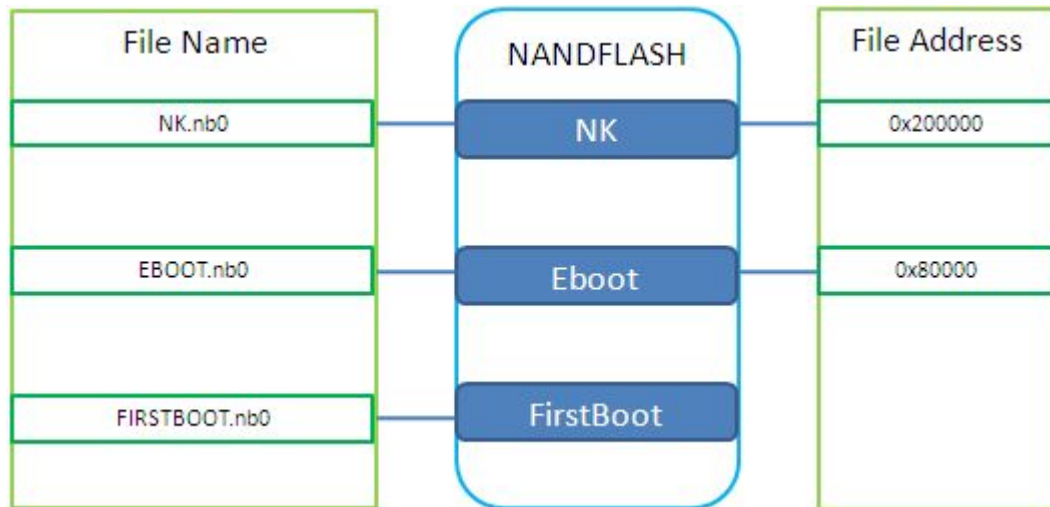 File Name
NANDFLASH
File Address
NK.nb0
NK
0x200000
EBOOT.nb0
Eboot
0x80000
FIRSTBOOT.nb0
FirstBoot